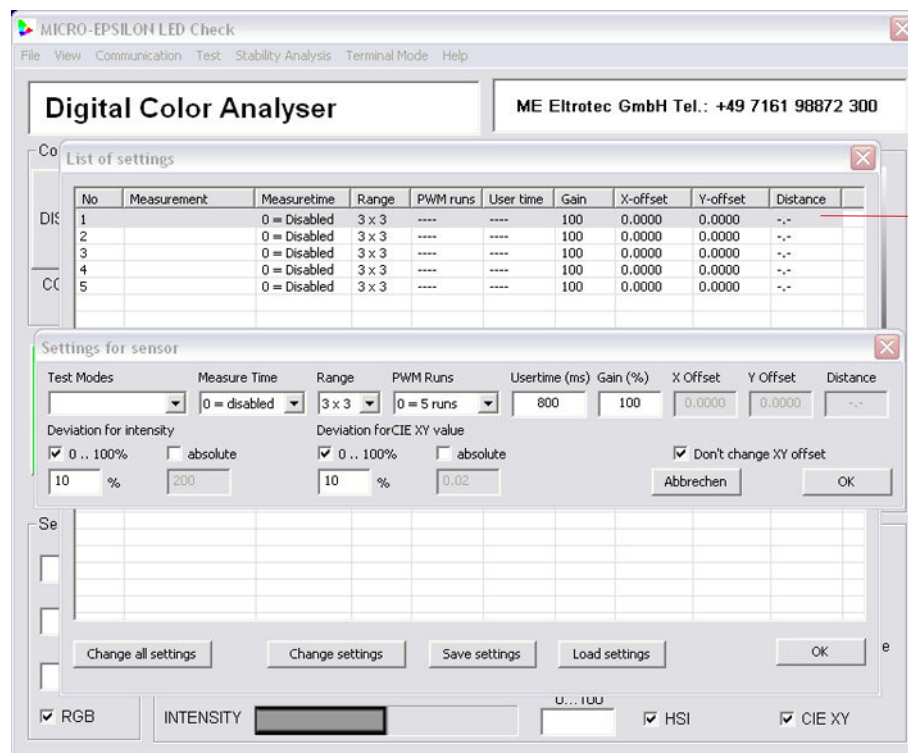 MICRO-EPSILON LED Check
File View Communication Test Stability Analysis Terminal Mode Help
Digital Color Analyser
ME Eltrotec GmbH Tel.: +49 7161 98872 300
Co
List of settings
No Measurement Measuretime Range PWM runs User time Gain X-offset Y-offset Distance
DIS
1 0 = Disabled 3 x 3 ---- ---- 100 0.0000 0.0000 -.-
2 0 = Disabled 3 x 3 ---- ---- 100 0.0000 0.0000 -.-
3 0 = Disabled 3 x 3 ---- ---- 100 0.0000 0.0000 -.-
4 0 = Disabled 3 x 3 ---- ---- 100 0.0000 0.0000 -.-
CO
5 0 = Disabled 3 x 3 ---- ---- 100 0.0000 0.0000 -.-
Settings for sensor
Test Modes Measure Time Range PWM Runs Usertime (ms) Gain (%) X Offset Y Offset Distance
0 = disabled 3 x 3 0 = 5 runs 800 100 0.0000 0.0000 -.-
Deviation for intensity Deviation forCIE XY value
0 .. 100% absolute 0 .. 100% absolute Don't change XY offset
10 % 200 10 % 0.02 Abbrechen OK
Se
Change all settings Change settings Save settings Load settings OK
e
0...100
RGB INTENSITY HSI CIE XY